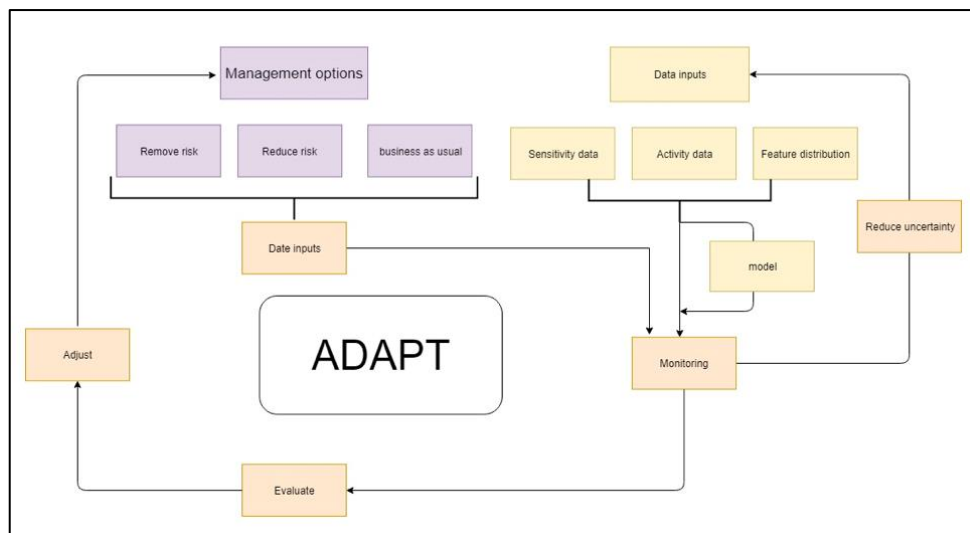 Management options
Data inputs
Remove risk
Reduce risk
business as usual
Sensitivity data
Activity data
Feature distribution
Date inputs
Reduce uncertainty
model
ADAPT
Adjust
Monitoring
Evaluate